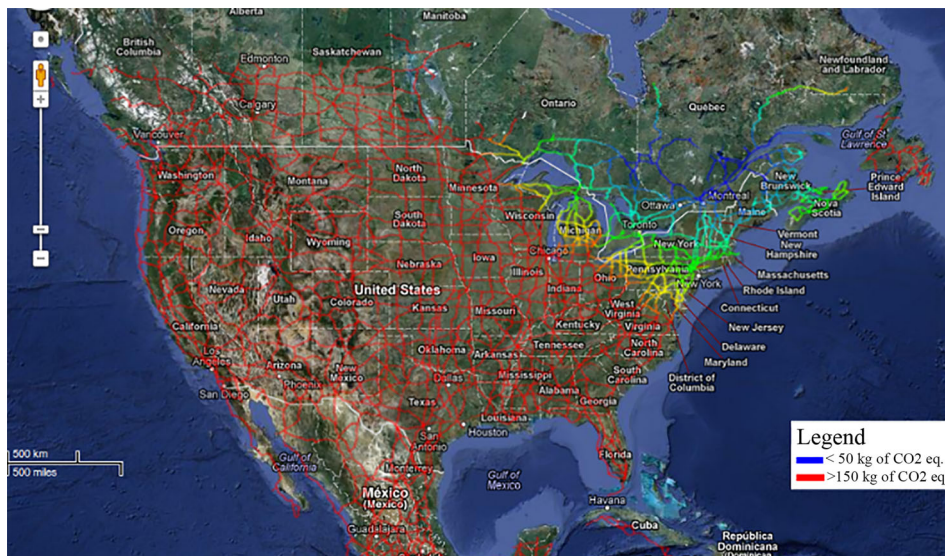 Alberta
Manitoba
British
Columbia
Edmonton
Saskatchewan
Newfoundland
and Labrador
Ontario
Québec
Calgary
Vancouver
Gulf of St
Lawrence
Washington
Montana
North
Dakota
Minnesota
Ottawa
Montreal
New
Brunswick
Prince
Edward
Island
Nova
Scotia
Maine
Toronto
Oregon
Idaho
Wyoming
South
Dakota
Wisconsin
Michigan
New York
Vermont
New
Hampshire
Massachusetts
Rhode Island
Connecticut
New Jersey
Delaware
Maryland
District of
Columbia
Chicago
Iowa
Nebraska
Illinois
Indiana
Ohio
Pensylvania
New York
Nevada
Utah
Colorado
United States
Kansas
Missouri
West
Virginia
Virginia
Kentucky
California
Los
Angeles
San Diego
Arizona
Phoenix
New
Mexico
Oklahoma
Arkansas
Tennessee
North
Carolina
South
Carolina
Mississippi
Alabama
Georgia
Dallas
Texas
Louisiana
Houston
San
Antonio
Florida
Gulf of
California
Monterrey
Gulf of
Mexico
México
(Mexico)
Guadalajara
Havana
Cuba
República
Dominicana
500 km
500 miles
Legend
< 50 kg of CO2 eq.
>150 kg of CO2 eq